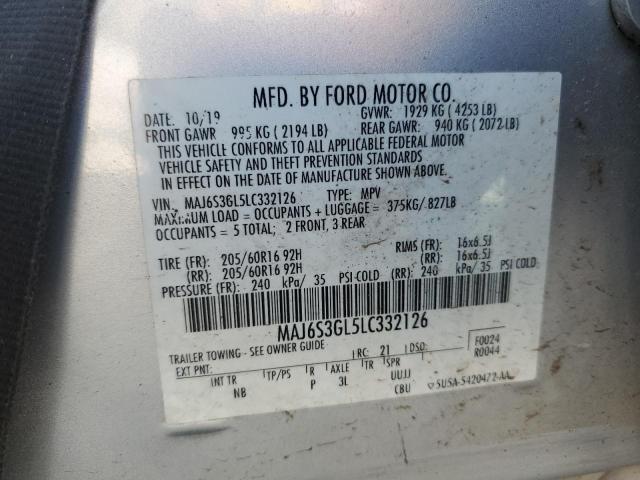 MFD. BY FORD MOTOR CO.
DATE: 10/19 GVWR: 1929 KG ( 4253 LB)
FRONT GAWR: 995 KG ( 2194 LB) REAR GAWR: 940 KG ( 2072 LB)
THIS VEHICLE CONFORMS TO ALL APPLICABLE FEDERAL MOTOR
VEHICLE SAFETY AND THEFT PREVENTION STANDARDS
IN EFFECT ON THE DATE OF MANUFACTURE SHOWN ABOVE.
VIN: MAJ6S3GL5LC332126 TYPE: MPV
MAXIMUM LOAD = OCCUPANTS + LUGGAGE = 375KG/ 827LB
OCCUPANTS = 5 TOTAL; 2 FRONT, 3 REAR
TIRE (FR): 205/60R16 92H RIMS (FR): 16x6.5J
(RR): 205/60R16 92H (RR): 16x6.5J
PRESSURE (FR): 240 kPa/ 35 PSI COLD (RR): 240 kPa/ 35 PSI COLD
MAJ6S3GL5LC332126
TRAILER TOWING - SEE OWNER GUIDE F0024
EXT PNT: RC: 21 DSO: R0044
INT TR TP/PS R AXLE TR SPR
NB P 3L UUJJ
CBU 5U5A-5420472-AA